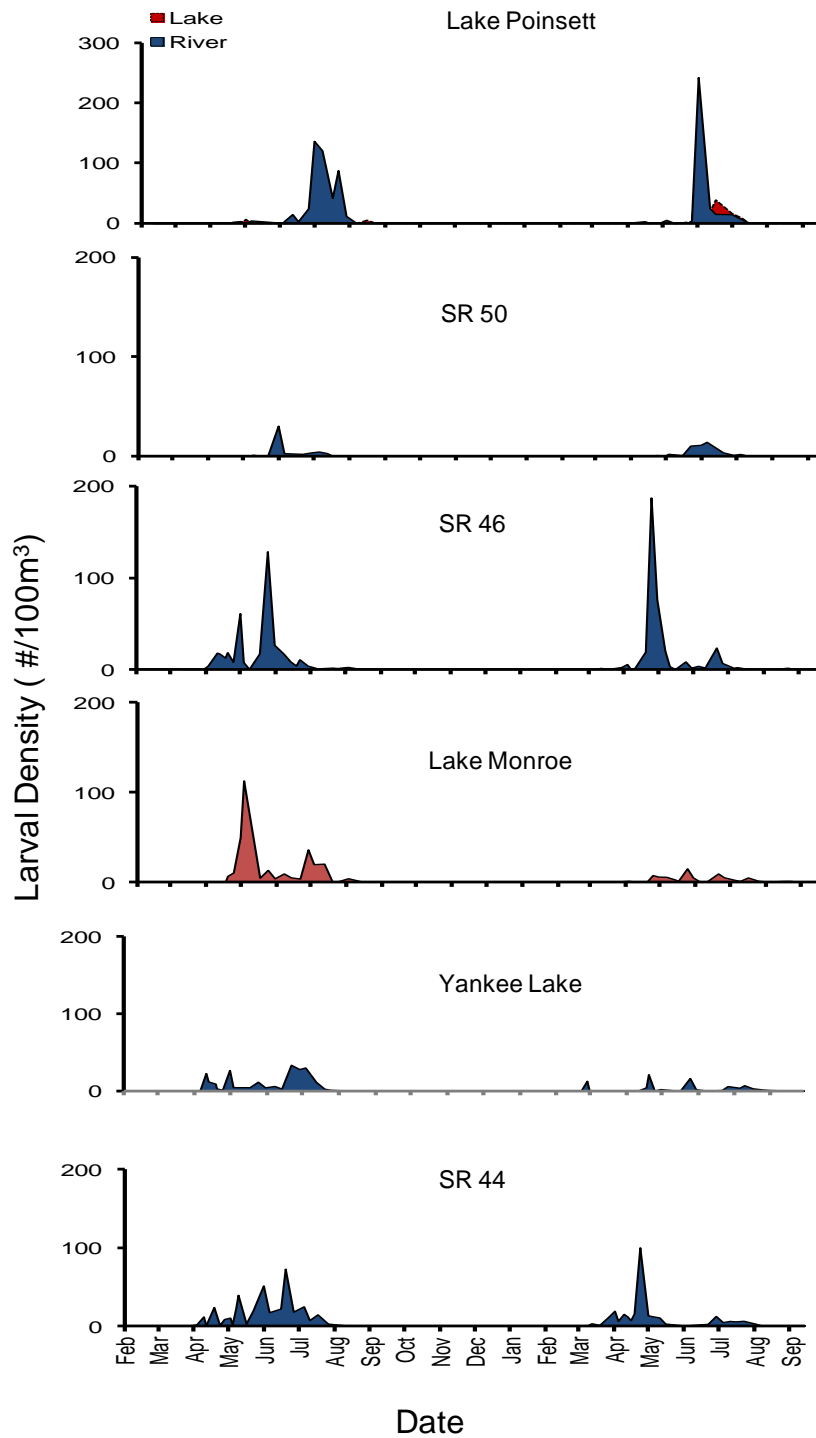 Lake
River
Lake Poinsett
300
200
100
0
SR 50
200
100
0
SR 46
200
100
0
Lake Monroe
200
100
0
Yankee Lake
200
100
0
SR 44
200
100
0
Larval Density ( #/100m³)
Feb Mar Apr May Jun Jul Aug Sep Oct Nov Dec Jan Feb Mar Apr May Jun Jul Aug Sep
Date